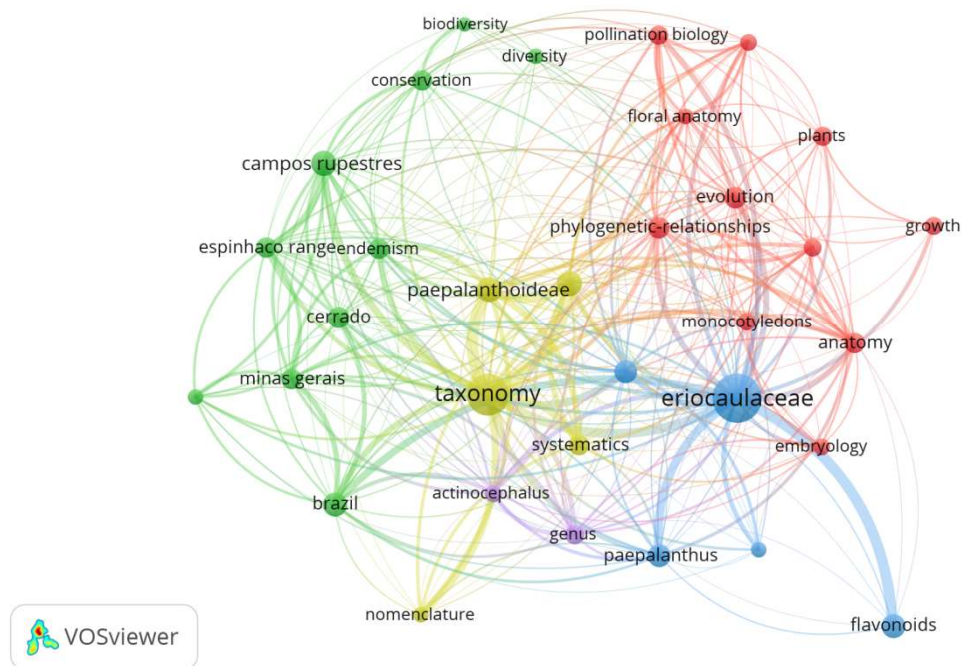 biodiversity
pollination biology
diversity
conservation
floral anatomy
plants
campos rupestres
evolution
phylogenetic-relationships
growth
espinhaco range
endemism
paepalanthoideae
cerrado
monocotyledons
anatomy
minas gerais
taxonomy
eriocaulaceae
systematics
embryology
actinocephalus
brazil
genus
paepalanthus
nomenclature
flavonoids
VOSviewer